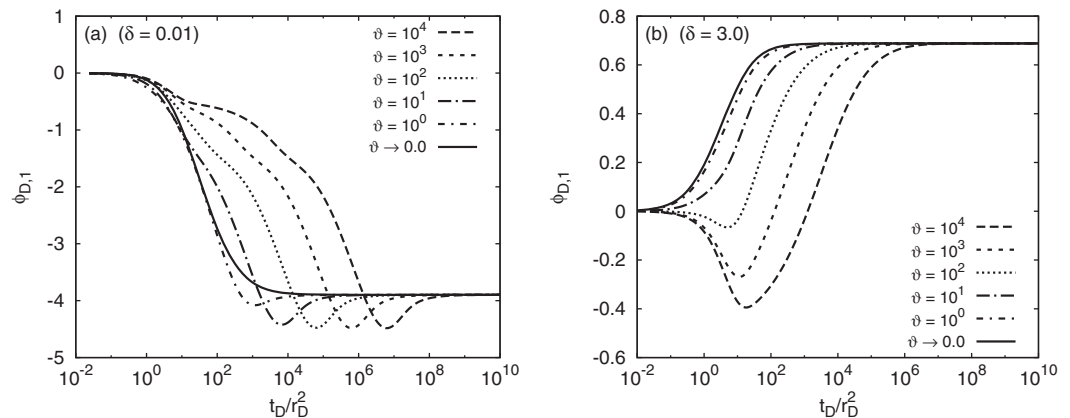 (a) (δ = 0.01)
ϑ = 10⁴
ϑ = 10³
ϑ = 10²
ϑ = 10¹
ϑ = 10⁰
ϑ → 0.0
1
0
-1
-2
-3
-4
-5
ϕD,1
10⁻² 10⁰ 10² 10⁴ 10⁶ 10⁸ 10¹⁰
tD/rD²
(b) (δ = 3.0)
0.8
0.6
0.4
0.2
0
-0.2
-0.4
-0.6
ϕD,1
ϑ = 10⁴
ϑ = 10³
ϑ = 10²
ϑ = 10¹
ϑ = 10⁰
ϑ → 0.0
10⁻² 10⁰ 10² 10⁴ 10⁶ 10⁸ 10¹⁰
tD/rD²